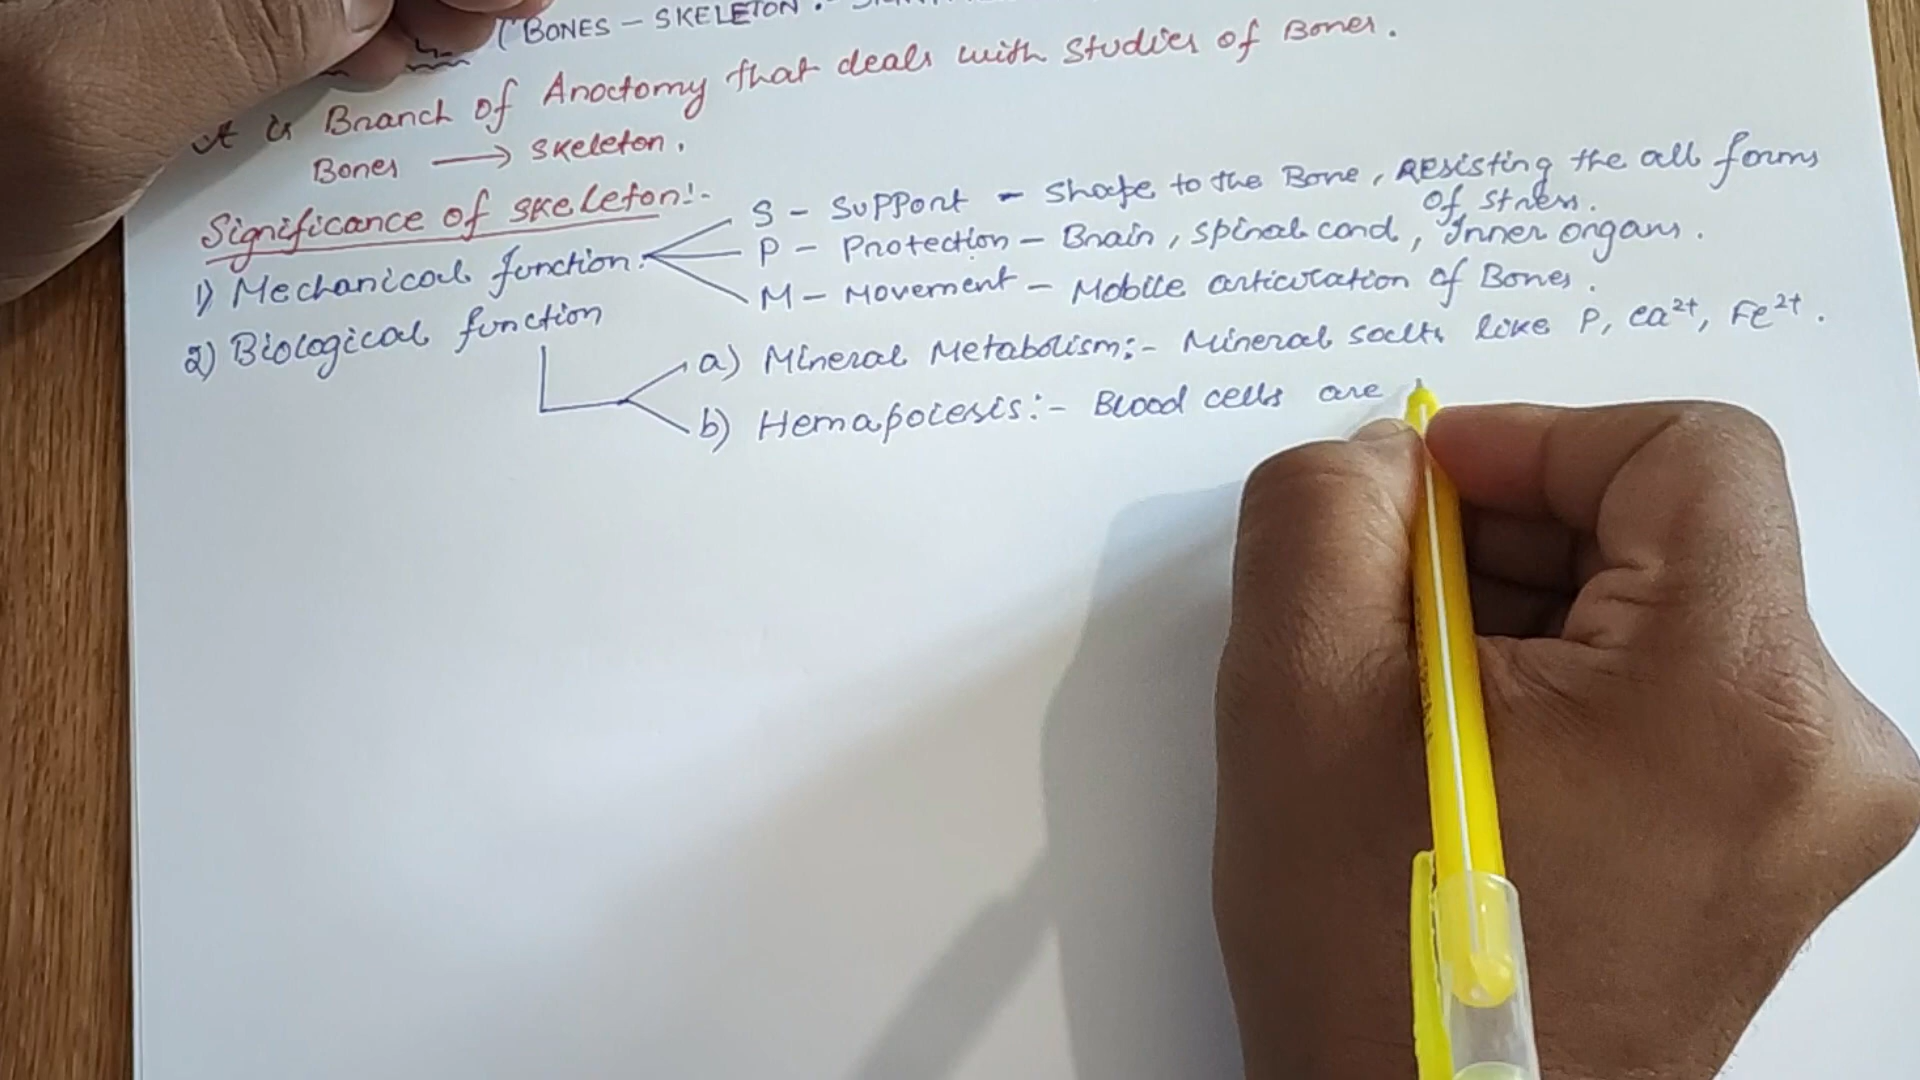 (BONES - SKELETON :-
It is Branch of Anoctomy that deals with Studies of Bones.
Bones → Skeleton.
Significance of Skeleton:-
S - Support - Shape to the Bone, Resisting the all forms of stress.
1) Mechanical function:
P - Protection - Brain, Spinal cord, Inner organs.
M - Movement - Mobile articulation of Bones.
2) Biological function
a) Mineral Metabolism:- Mineral salts like P, Ca²⁺, Fe²⁺.
b) Hemapoiesis:- Blood cells are